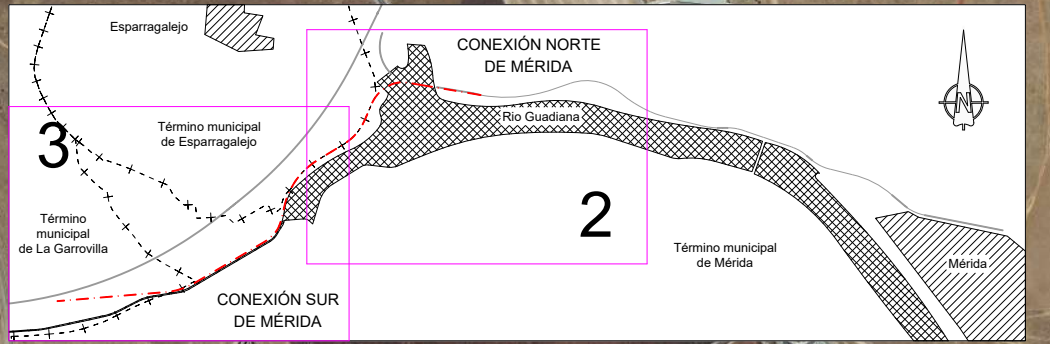 Esparragalejo
CONEXIÓN NORTE
DE MÉRIDA
N
Rio Guadiana
Término municipal
de Esparragalejo
3
Término
municipal
de La Garrovilla
2
Término municipal
de Mérida
Mérida
CONEXIÓN SUR
DE MÉRIDA